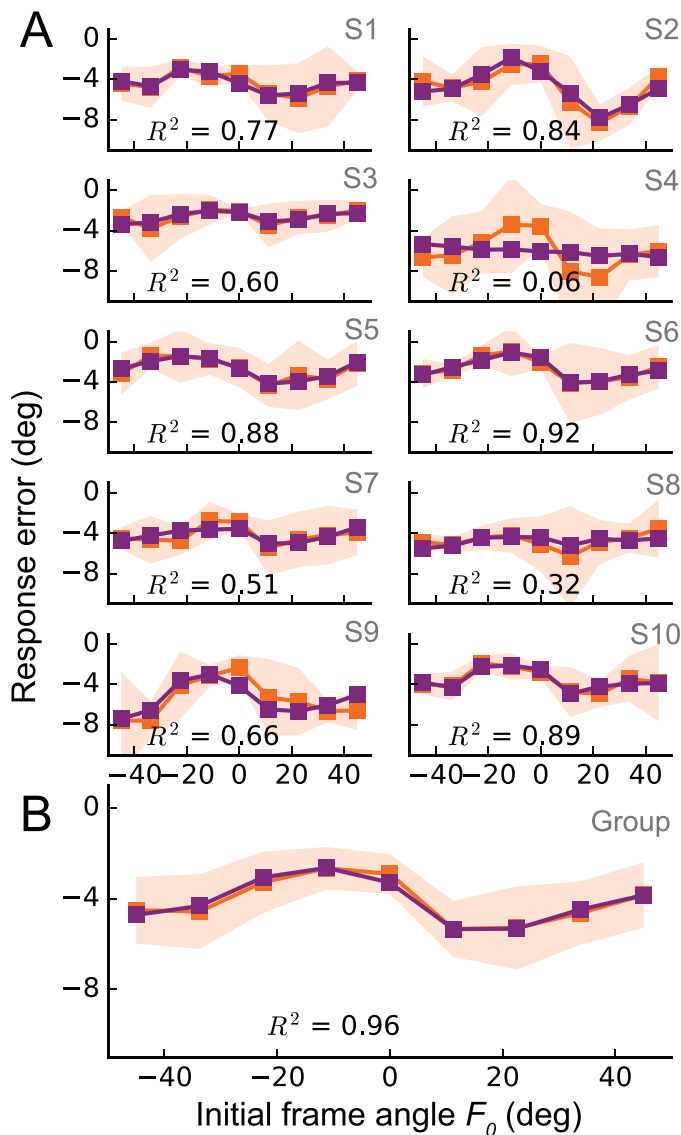 A
S1
S2
0
−4
−8
R² = 0.77
R² = 0.84
S3
S4
0
−4
−8
R² = 0.60
R² = 0.06
S5
S6
0
−4
−8
R² = 0.88
R² = 0.92
S7
S8
0
−4
−8
R² = 0.51
R² = 0.32
S9
S10
0
−4
−8
R² = 0.66
R² = 0.89
−40 −20 0 20 40
−40 −20 0 20 40
Response error (deg)
B
Group
0
−4
−8
R² = 0.96
−40 −20 0 20 40
Initial frame angle F₀ (deg)